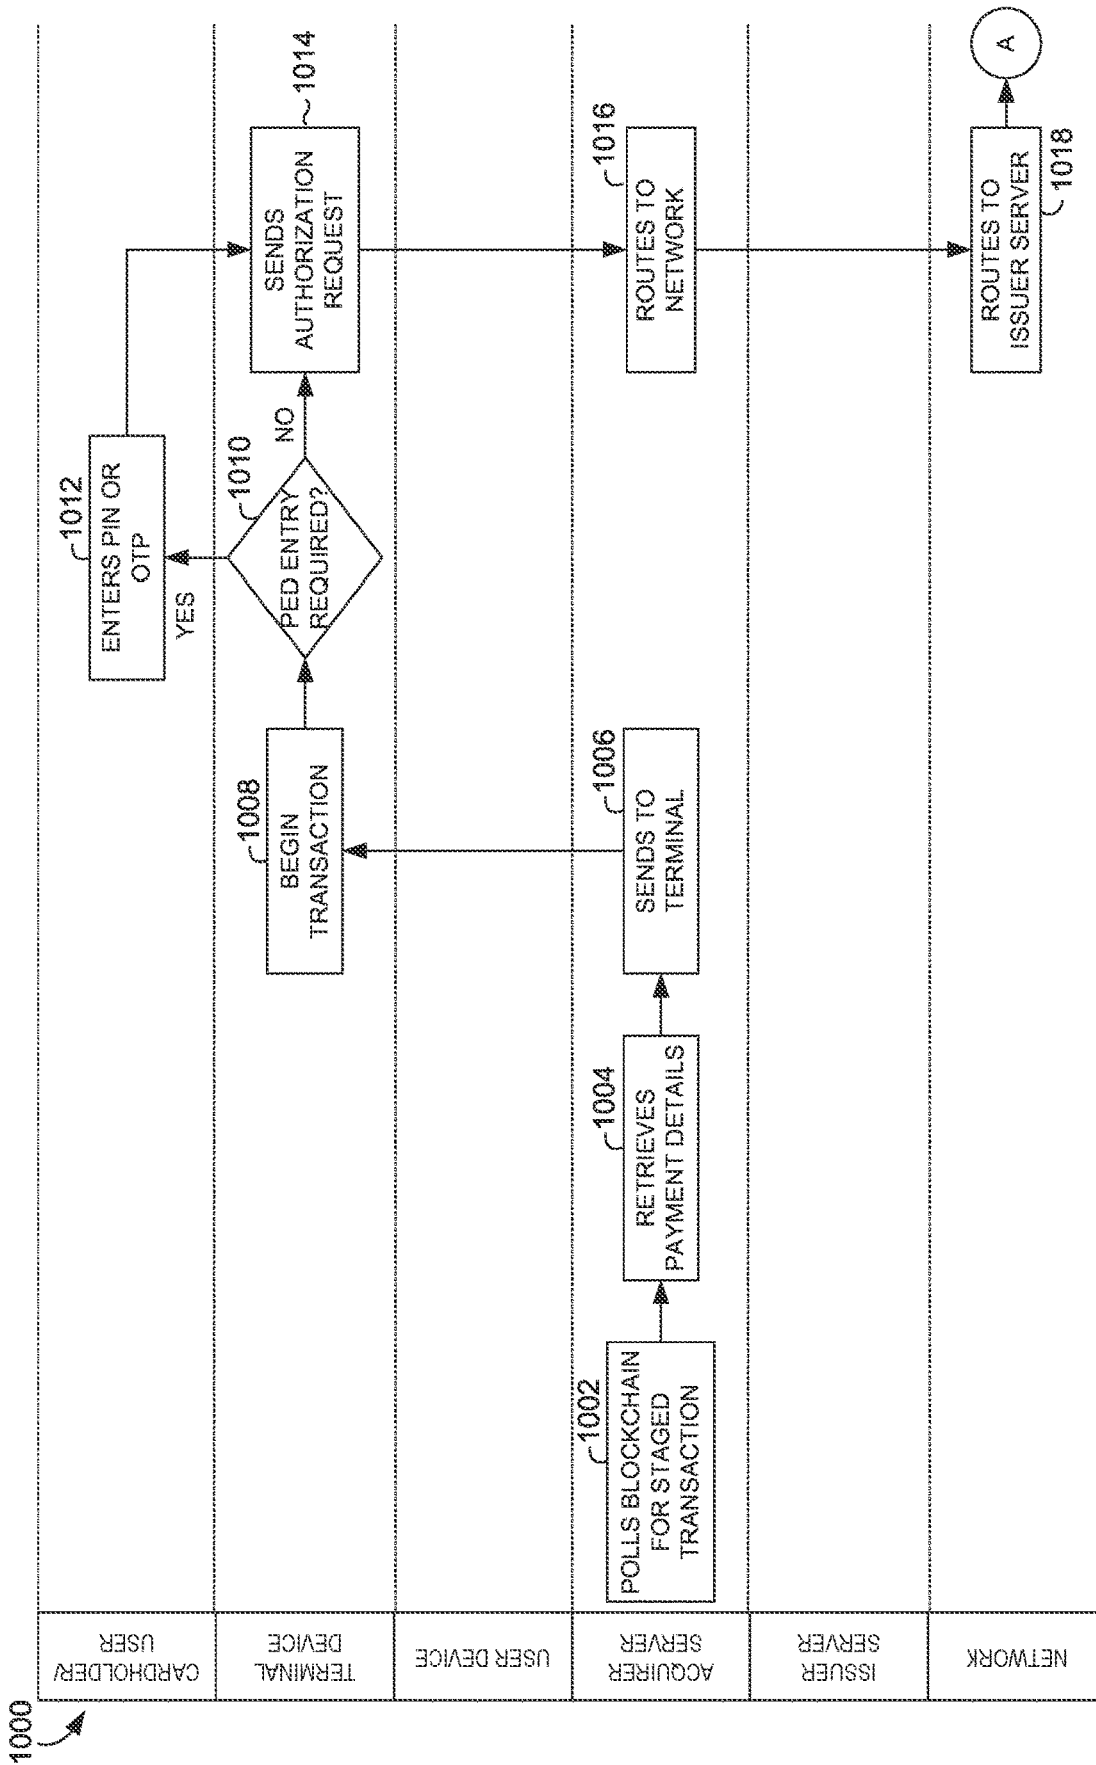 1000
CARDHOLDER/
USER
TERMINAL
DEVICE
USER DEVICE
ACQUIRER
SERVER
ISSUER
SERVER
NETWORK
1002
POLLS BLOCKCHAIN
FOR STAGED
TRANSACTION
1004
RETRIEVES
PAYMENT DETAILS
1006
SENDS TO
TERMINAL
1008
BEGIN
TRANSACTION
1010
PED ENTRY
REQUIRED?
YES
NO
1012
ENTERS PIN OR
OTP
1014
SENDS
AUTHORIZATION
REQUEST
1016
ROUTES TO
NETWORK
ROUTES TO
ISSUER SERVER
1018
A